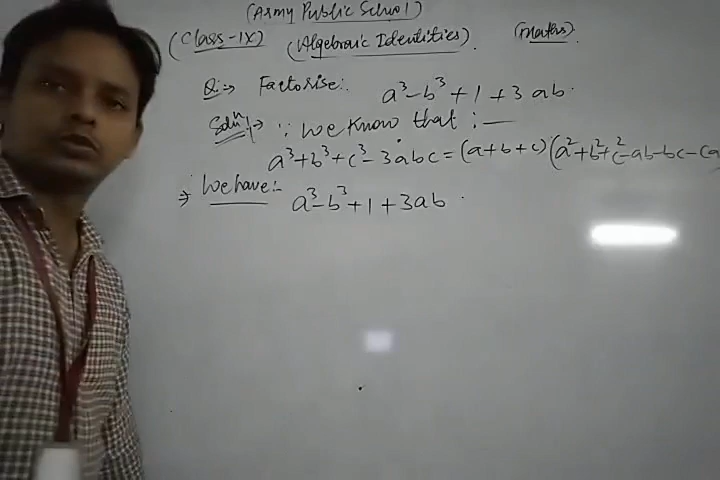 (Army Public School)
(Class-IX) (Algebraic Identities). (Maths).
Q:⇒ Factorise:. a³-b³+1+3ab.
Solⁿ:→ ∵ we know that :—
a³+b³+c³-3abc=(a+b+c)(a²+b²+c²-ab-bc-ca
⇒ we have:- a³-b³+1+3ab.